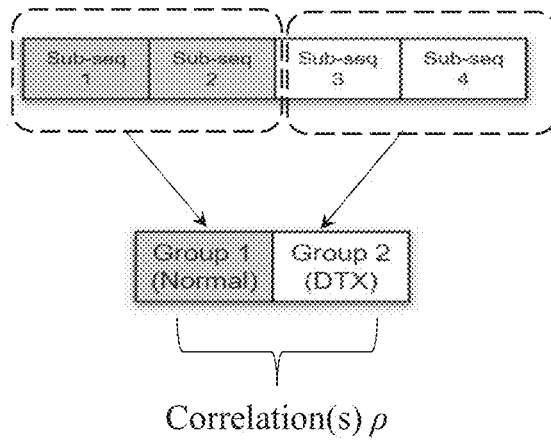 Sub-seq 1
Sub-seq 2
Sub-seq 3
Sub-seq 4
Group 1
(Normal)
Group 2
(DTX)
Correlation(s) ρ